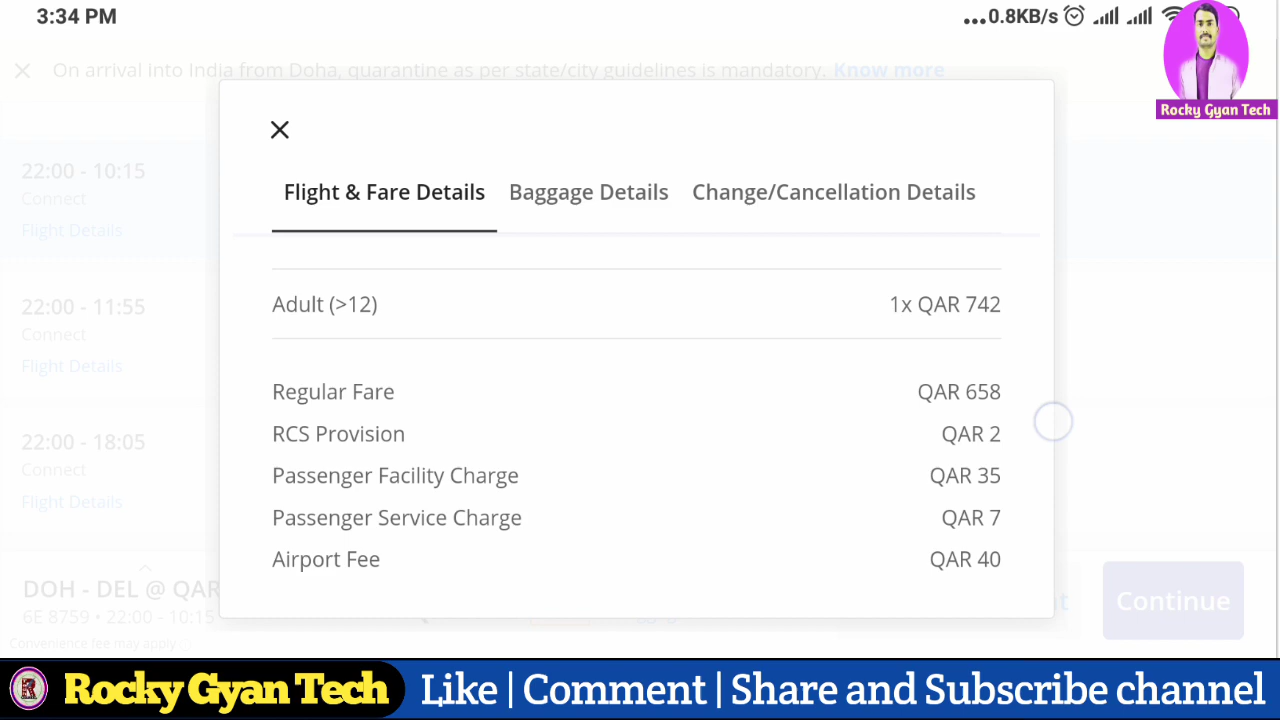 3:34 PM
...0.8KB/s
On arrival into India from Doha, quarantine as per state/city guidelines is mandatory. Know more
Rocky Gyan Tech
Flight & Fare Details Baggage Details Change/Cancellation Details
22:00 - 10:15
Connect
Flight Details
22:00 - 11:55
Connect
Flight Details
22:00 - 18:05
Connect
Flight Details
Adult (>12) 1x QAR 742
Regular Fare QAR 658
RCS Provision QAR 2
Passenger Facility Charge QAR 35
Passenger Service Charge QAR 7
Airport Fee QAR 40
DOH - DEL @ QAR
6E 8759 • 22:00 - 10:15
Convenience fee may apply
Continue
R Rocky Gyan Tech Like | Comment | Share and Subscribe channel